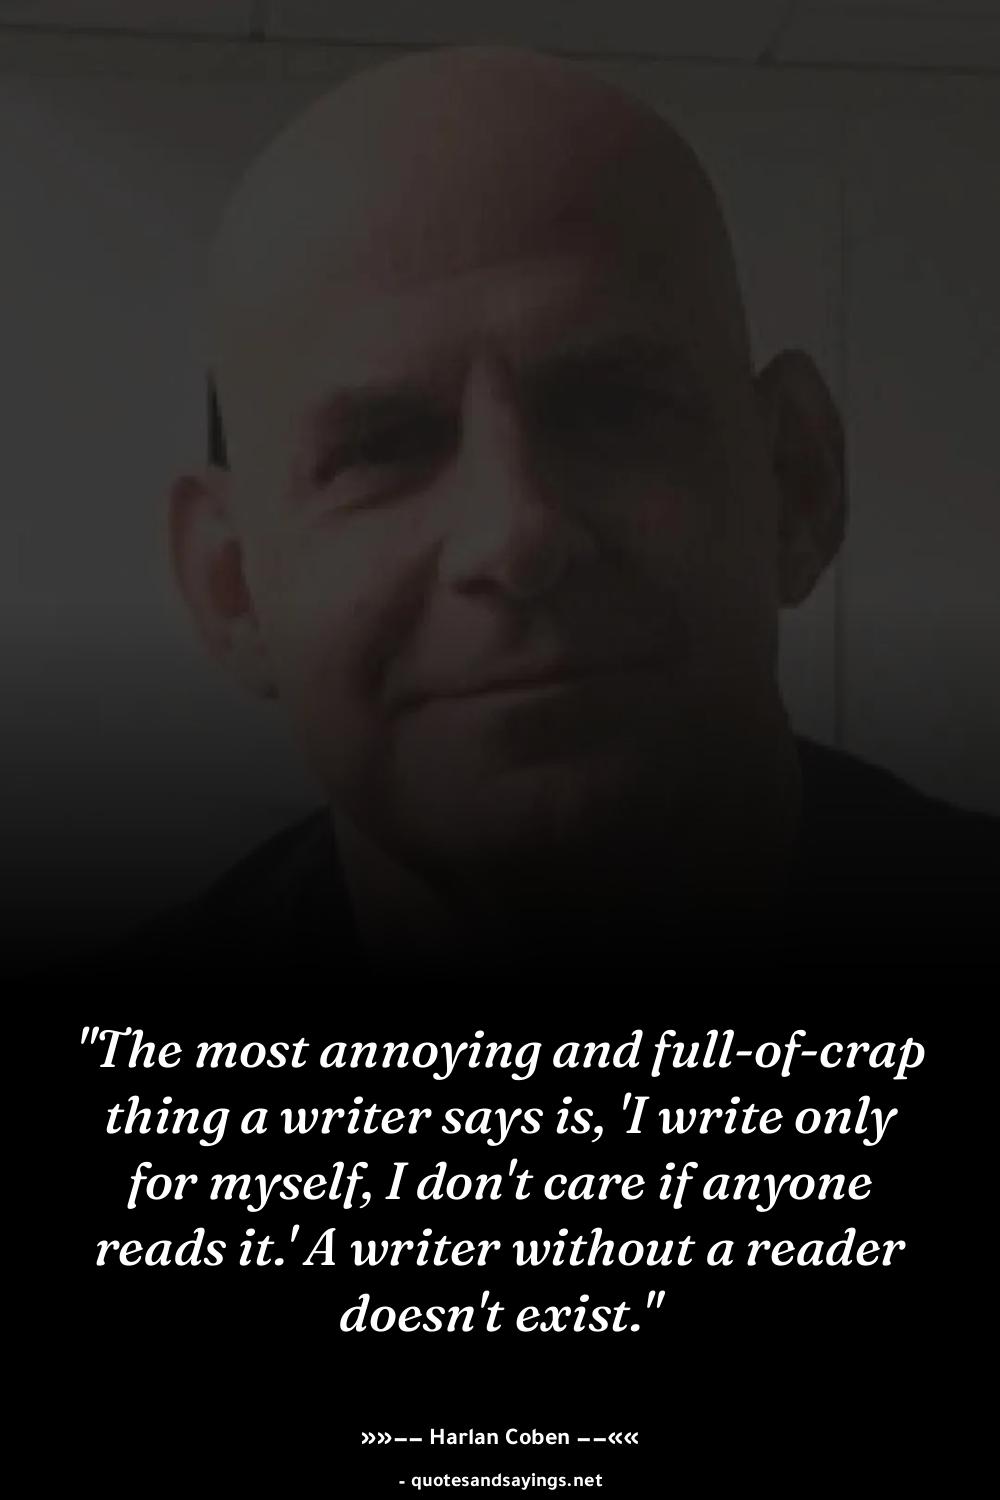 "The most annoying and full-of-crap
thing a writer says is, 'I write only
for myself, I don't care if anyone
reads it.' A writer without a reader
doesn't exist."
»»–– Harlan Coben ––««
- quotesandsayings.net